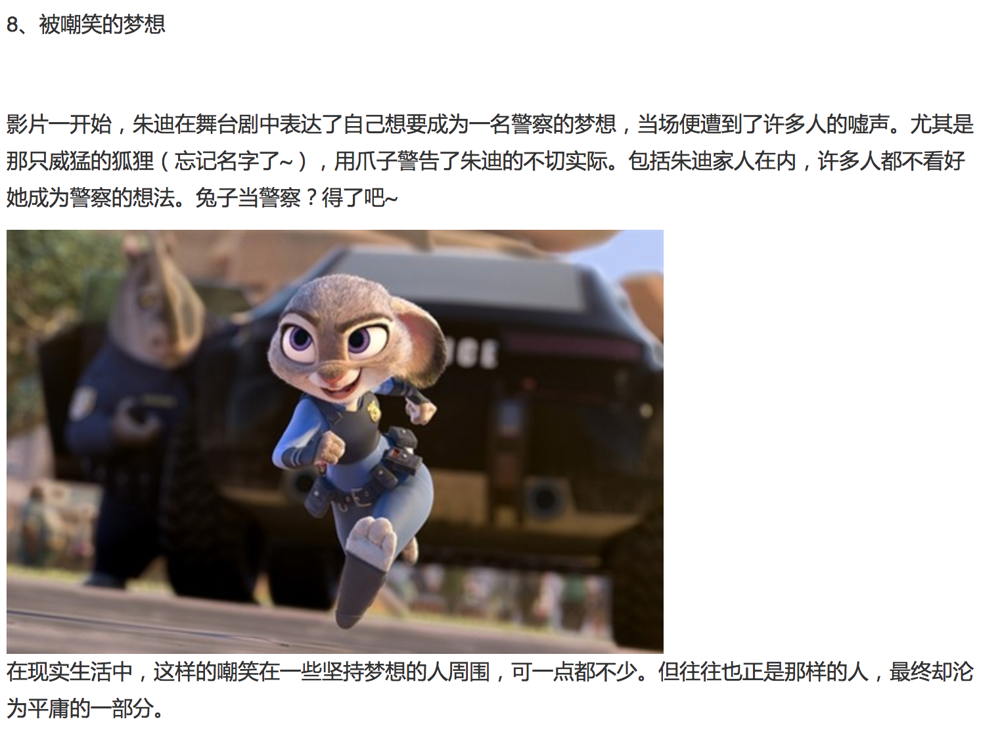 8、被嘲笑的梦想
影片一开始，朱迪在舞台剧中表达了自己想要成为一名警察的梦想，当场便遭到了许多人的嘘声。尤其是
那只威猛的狐狸（忘记名字了~），用爪子警告了朱迪的不切实际。包括朱迪家人在内，许多人都不看好
她成为警察的想法。兔子当警察？得了吧~
在现实生活中，这样的嘲笑在一些坚持梦想的人周围，可一点都不少。但往往也正是那样的人，最终却沦
为平庸的一部分。